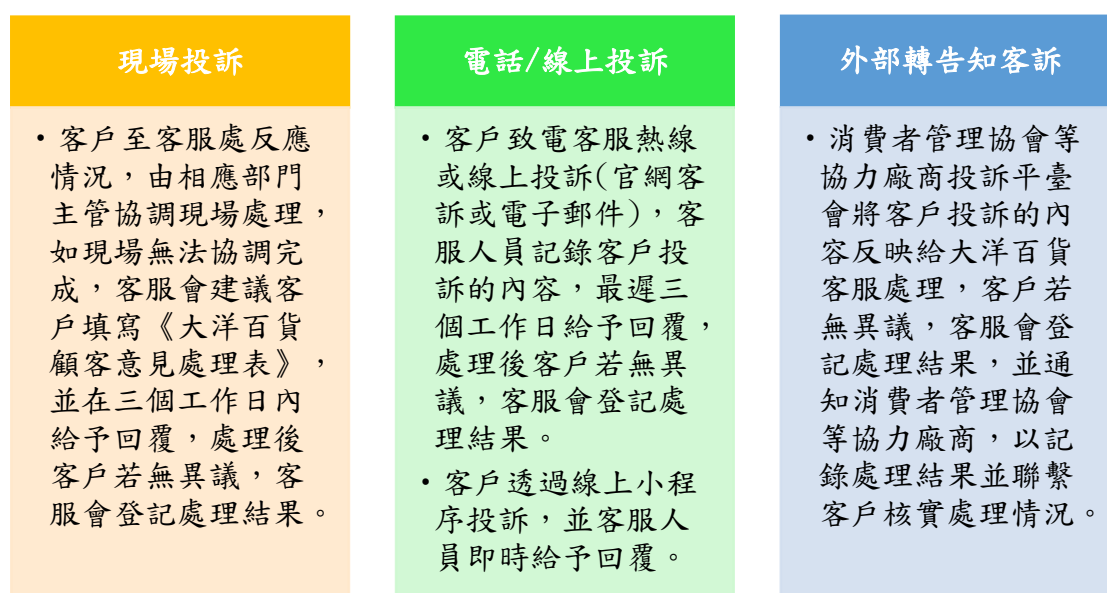 現場投訴
•客戶至客服處反應
情況，由相應部門
主管協調現場處理，
如現場無法協調完
成，客服會建議客
戶填寫《大洋百貨
顧客意見處理表》，
並在三個工作日內
給予回覆，處理後
客戶若無異議，客
服會登記處理結果。
電話/線上投訴
•客戶致電客服熱線
或線上投訴(官網客
訴或電子郵件)，客
服人員記錄客戶投
訴的內容，最遲三
個工作日給予回覆，
處理後客戶若無異
議，客服會登記處
理結果。
•客戶透過線上小程
序投訴，並客服人
員即時給予回覆。
外部轉告知客訴
•消費者管理協會等
協力廠商投訴平臺
會將客戶投訴的內
容反映給大洋百貨
客服處理，客戶若
無異議，客服會登
記處理結果，並通
知消費者管理協會
等協力廠商，以記
錄處理結果並聯繫
客戶核實處理情況。